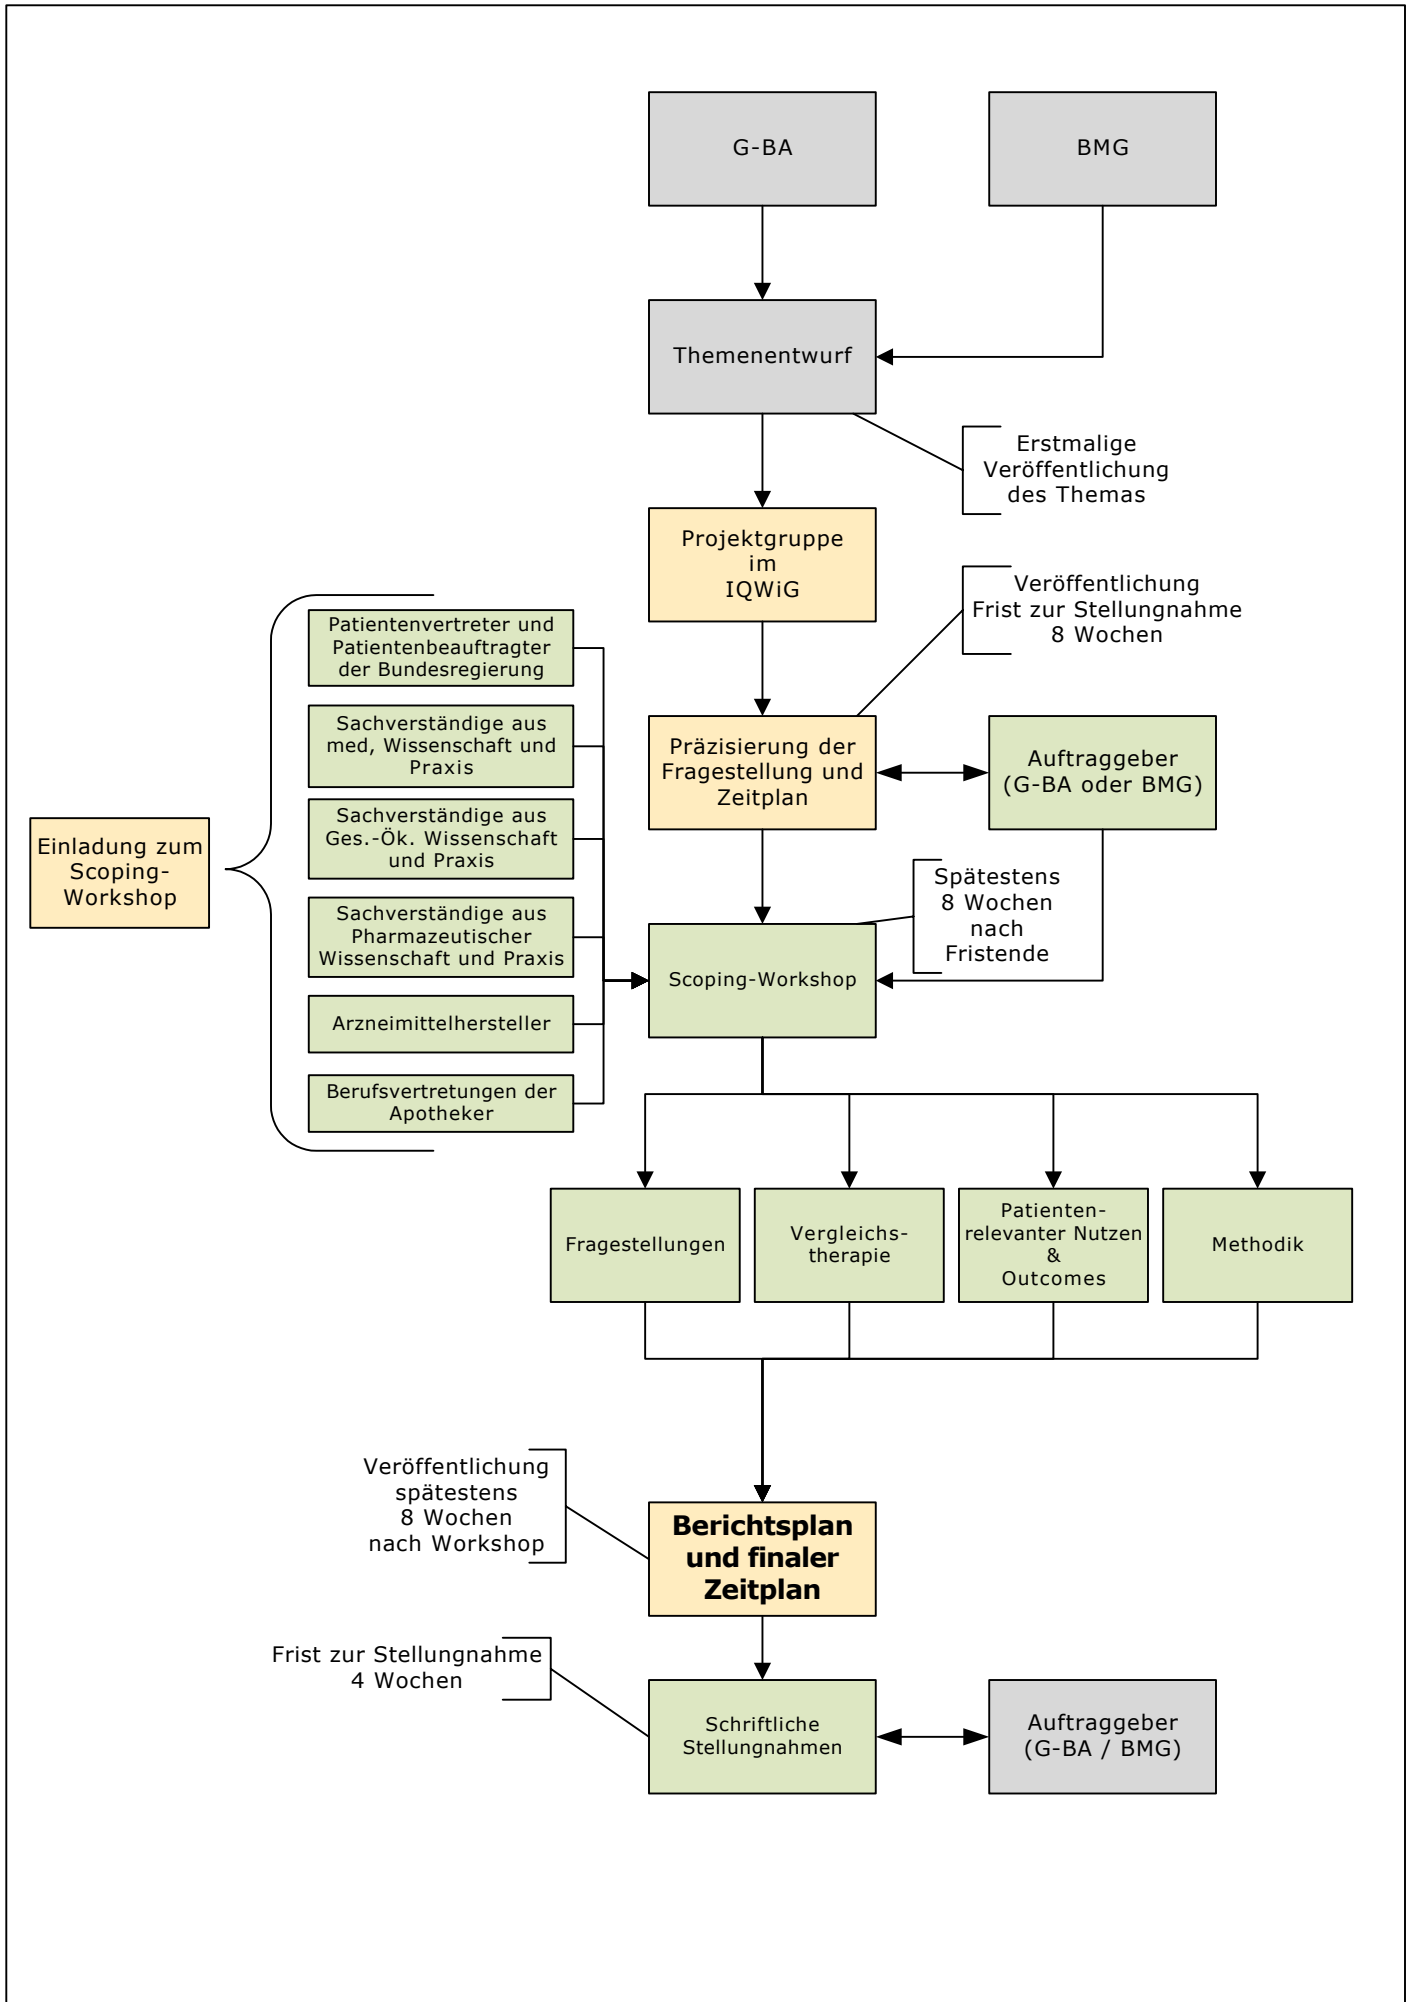 G-BA
BMG
Themenentwurf
Erstmalige
Veröffentlichung
des Themas
Projektgruppe
im
IQWiG
Veröffentlichung
Frist zur Stellungnahme
8 Wochen
Patientenvertreter und
Patientenbeauftragter
der Bundesregierung
Sachverständige aus
med, Wissenschaft und
Praxis
Sachverständige aus
Ges.-Ök. Wissenschaft
und Praxis
Sachverständige aus
Pharmazeutischer
Wissenschaft und Praxis
Arzneimittelhersteller
Berufsvertretungen der
Apotheker
Einladung zum
Scoping-
Workshop
Präzisierung der
Fragestellung und
Zeitplan
Auftraggeber
(G-BA oder BMG)
Spätestens
8 Wochen
nach
Fristende
Scoping-Workshop
Fragestellungen
Vergleichs-
therapie
Patienten-
relevanter Nutzen
&
Outcomes
Methodik
Veröffentlichung
spätestens
8 Wochen
nach Workshop
Berichtsplan
und finaler
Zeitplan
Frist zur Stellungnahme
4 Wochen
Schriftliche
Stellungnahmen
Auftraggeber
(G-BA / BMG)